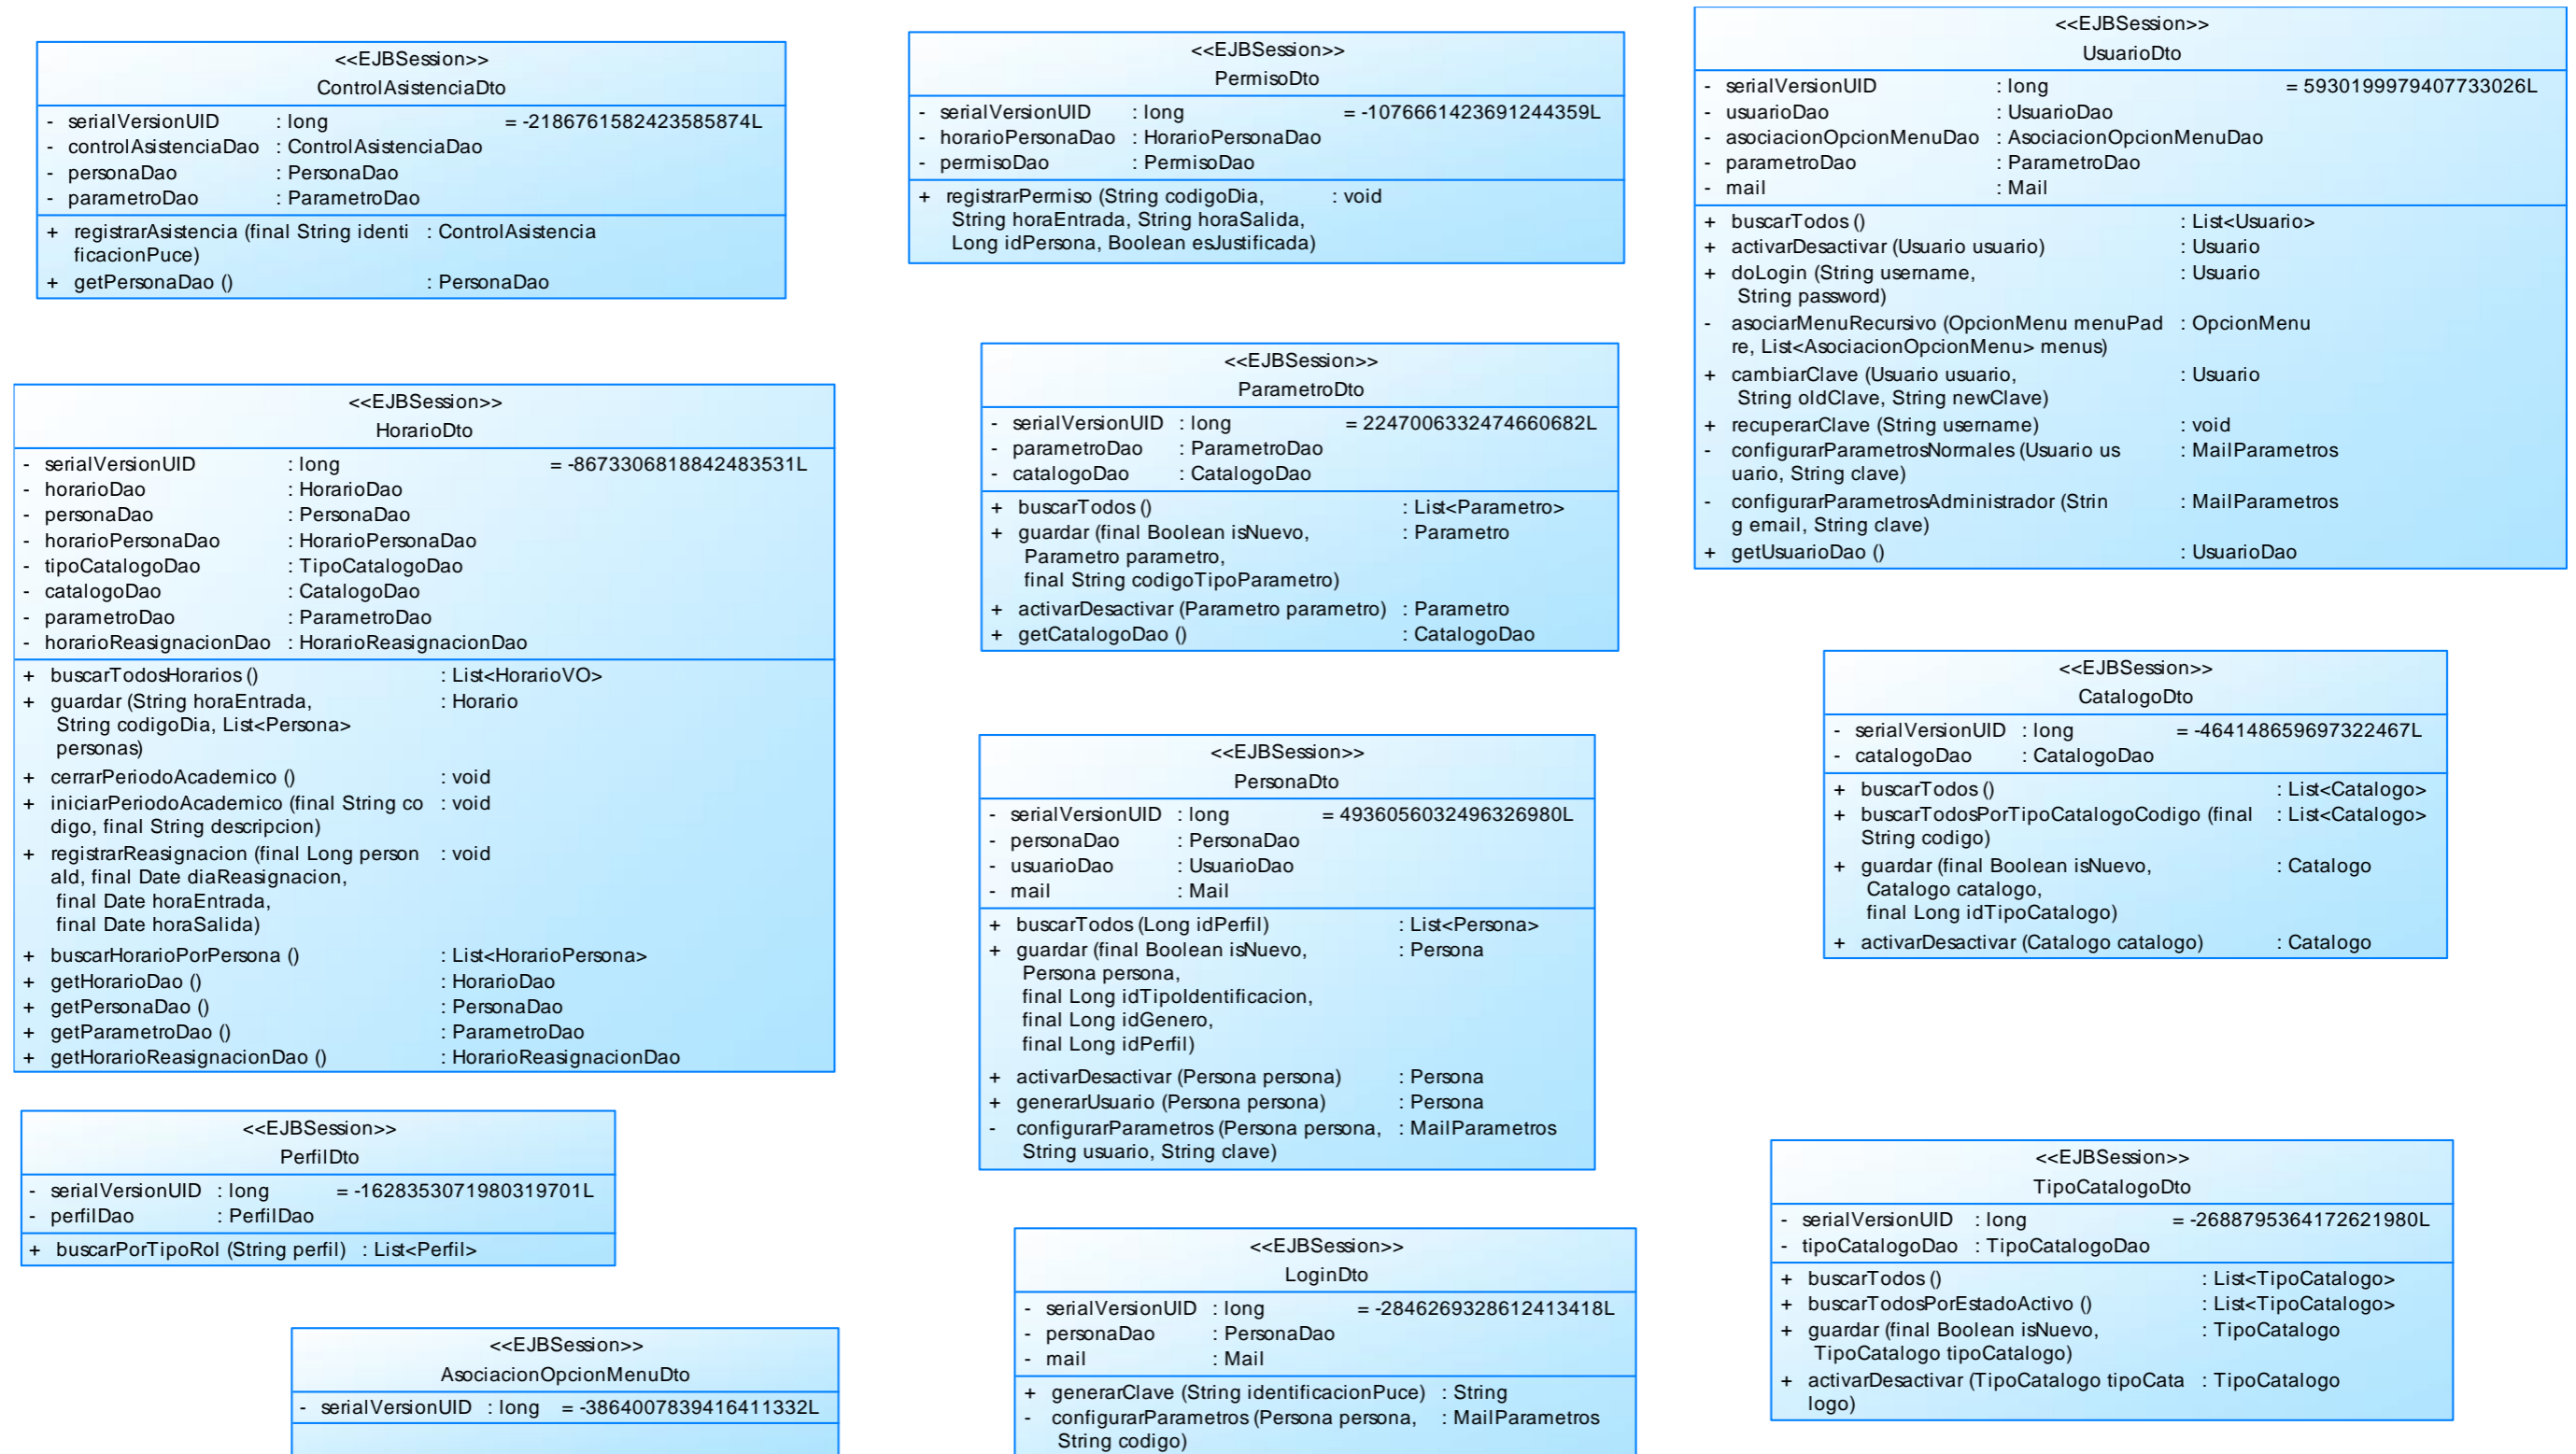 <<EJBSession>>
ControlAsistenciaDto
- serialVersionUID : long = -2186761582423585874L
- controlAsistenciaDao : ControlAsistenciaDao
- personaDao : PersonaDao
- parametroDao : ParametroDao
+ registrarAsistencia (final String identi : ControlAsistencia
ficacionPuce)
+ getPersonaDao () : PersonaDao
<<EJBSession>>
PermisoDto
- serialVersionUID : long = -1076661423691244359L
- horarioPersonaDao : HorarioPersonaDao
- permisoDao : PermisoDao
+ registrarPermiso (String codigoDia, : void
String horaEntrada, String horaSalida,
Long idPersona, Boolean esJustificada)
<<EJBSession>>
UsuarioDto
- serialVersionUID : long = 5930199979407733026L
- usuarioDao : UsuarioDao
- asociacionOpcionMenuDao : AsociacionOpcionMenuDao
- parametroDao : ParametroDao
- mail : Mail
+ buscarTodos () : List<Usuario>
+ activarDesactivar (Usuario usuario) : Usuario
+ doLogin (String username, : Usuario
String password)
- asociarMenuRecursivo (OpcionMenu menuPad : OpcionMenu
re, List<AsociacionOpcionMenu> menus)
+ cambiarClave (Usuario usuario, : Usuario
String oldClave, String newClave)
+ recuperarClave (String username) : void
- configurarParametrosNormales (Usuario us : MailParametros
uario, String clave)
- configurarParametrosAdministrador (Strin : MailParametros
g email, String clave)
+ getUsuarioDao () : UsuarioDao
<<EJBSession>>
HorarioDto
- serialVersionUID : long = -8673306818842483531L
- horarioDao : HorarioDao
- personaDao : PersonaDao
- horarioPersonaDao : HorarioPersonaDao
- tipoCatalogoDao : TipoCatalogoDao
- catalogoDao : CatalogoDao
- parametroDao : ParametroDao
- horarioReasignacionDao : HorarioReasignacionDao
+ buscarTodosHorarios () : List<HorarioVO>
+ guardar (String horaEntrada, : Horario
String codigoDia, List<Persona>
personas)
+ cerrarPeriodoAcademico () : void
+ iniciarPeriodoAcademico (final String co : void
digo, final String descripcion)
+ registrarReasignacion (final Long person : void
aId, final Date diaReasignacion,
final Date horaEntrada,
final Date horaSalida)
+ buscarHorarioPorPersona () : List<HorarioPersona>
+ getHorarioDao () : HorarioDao
+ getPersonaDao () : PersonaDao
+ getParametroDao () : ParametroDao
+ getHorarioReasignacionDao () : HorarioReasignacionDao
<<EJBSession>>
ParametroDto
- serialVersionUID : long = 2247006332474660682L
- parametroDao : ParametroDao
- catalogoDao : CatalogoDao
+ buscarTodos () : List<Parametro>
+ guardar (final Boolean isNuevo, : Parametro
Parametro parametro,
final String codigoTipoParametro)
+ activarDesactivar (Parametro parametro) : Parametro
+ getCatalogoDao () : CatalogoDao
<<EJBSession>>
CatalogoDto
- serialVersionUID : long = -464148659697322467L
- catalogoDao : CatalogoDao
+ buscarTodos () : List<Catalogo>
+ buscarTodosPorTipoCatalogoCodigo (final : List<Catalogo>
String codigo)
+ guardar (final Boolean isNuevo, : Catalogo
Catalogo catalogo,
final Long idTipoCatalogo)
+ activarDesactivar (Catalogo catalogo) : Catalogo
<<EJBSession>>
PersonaDto
- serialVersionUID : long = 4936056032496326980L
- personaDao : PersonaDao
- usuarioDao : UsuarioDao
- mail : Mail
+ buscarTodos (Long idPerfil) : List<Persona>
+ guardar (final Boolean isNuevo, : Persona
Persona persona,
final Long idTipoIdentificacion,
final Long idGenero,
final Long idPerfil)
+ activarDesactivar (Persona persona) : Persona
+ generarUsuario (Persona persona) : Persona
- configurarParametros (Persona persona, : MailParametros
String usuario, String clave)
<<EJBSession>>
PerfilDto
- serialVersionUID : long = -1628353071980319701L
- perfilDao : PerfilDao
+ buscarPorTipoRol (String perfil) : List<Perfil>
<<EJBSession>>
TipoCatalogoDto
- serialVersionUID : long = -2688795364172621980L
- tipoCatalogoDao : TipoCatalogoDao
+ buscarTodos () : List<TipoCatalogo>
+ buscarTodosPorEstadoActivo () : List<TipoCatalogo>
+ guardar (final Boolean isNuevo, : TipoCatalogo
TipoCatalogo tipoCatalogo)
+ activarDesactivar (TipoCatalogo tipoCata : TipoCatalogo
logo)
<<EJBSession>>
LoginDto
- serialVersionUID : long = -2846269328612413418L
- personaDao : PersonaDao
- mail : Mail
+ generarClave (String identificacionPuce) : String
- configurarParametros (Persona persona, : MailParametros
String codigo)
<<EJBSession>>
AsociacionOpcionMenuDto
- serialVersionUID : long = -3864007839416411332L